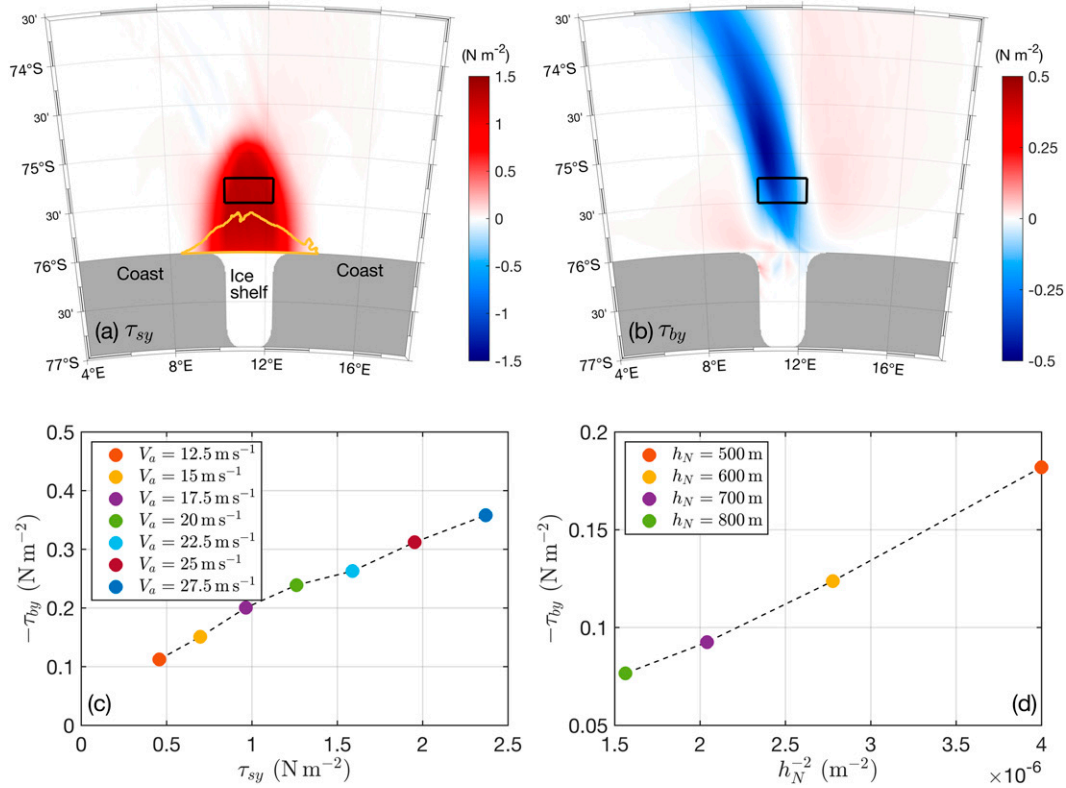 30'
74°S
30'
75°S
30'
76°S
30'
77°S
4°E
8°E
12°E
16°E
Coast
Ice
shelf
Coast
(a) τsy
(N m⁻²)
1.5
1
0.5
0
-0.5
-1
-1.5
30'
74°S
30'
75°S
30'
76°S
30'
77°S
4°E
8°E
12°E
16°E
(b) τby
(N m⁻²)
0.5
0.25
0
-0.25
-0.5
0.5
0.4
0.3
0.2
0.1
0
−τby (N m⁻²)
Va = 12.5 m s⁻¹
Va = 15 m s⁻¹
Va = 17.5 m s⁻¹
Va = 20 m s⁻¹
Va = 22.5 m s⁻¹
Va = 25 m s⁻¹
Va = 27.5 m s⁻¹
(c)
0 0.5 1 1.5 2 2.5
τsy (N m⁻²)
0.2
0.15
0.1
0.05
−τby (N m⁻²)
hN = 500 m
hN = 600 m
hN = 700 m
hN = 800 m
(d)
1.5 2 2.5 3 3.5 4
hN⁻² (m⁻²)
×10⁻⁶